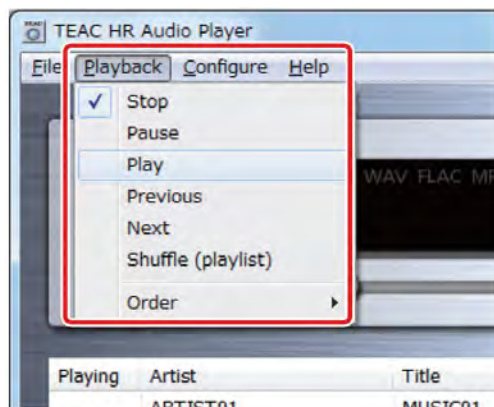 TEAC HR Audio Player
File Playback Configure Help
Stop
Pause
Play
Previous
Next
Shuffle (playlist)
Order
WAV FLAC
Playing Artist Title
ARTIST01 MUSIC01